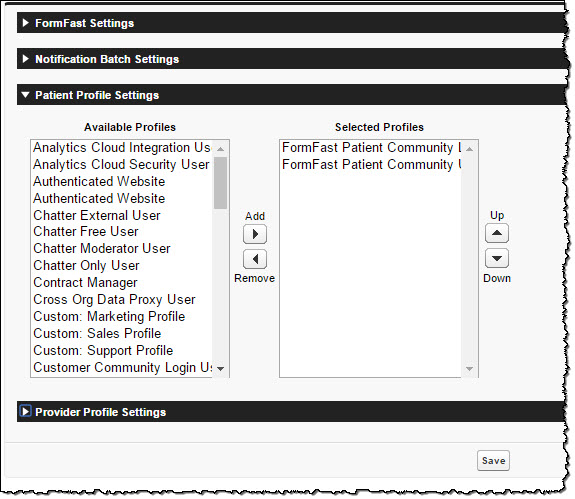 FormFast Settings
Notification Batch Settings
Patient Profile Settings
Available Profiles
Analytics Cloud Integration Us
Analytics Cloud Security User
Authenticated Website
Authenticated Website
Chatter External User
Chatter Free User
Chatter Moderator User
Chatter Only User
Contract Manager
Cross Org Data Proxy User
Custom: Marketing Profile
Custom: Sales Profile
Custom: Support Profile
Customer Community Login Us
Add
Remove
Selected Profiles
FormFast Patient Community L
FormFast Patient Community U
Up
Down
Provider Profile Settings
Save